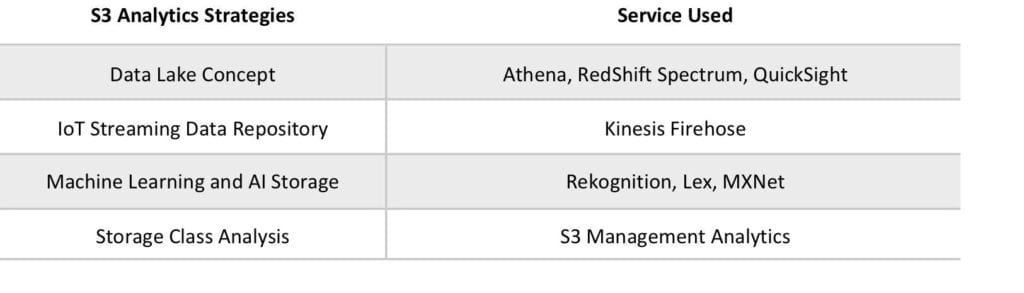 S3 Analytics Strategies Service Used
Data Lake Concept Athena, RedShift Spectrum, QuickSight
IoT Streaming Data Repository Kinesis Firehose
Machine Learning and AI Storage Rekognition, Lex, MXNet
Storage Class Analysis S3 Management Analytics